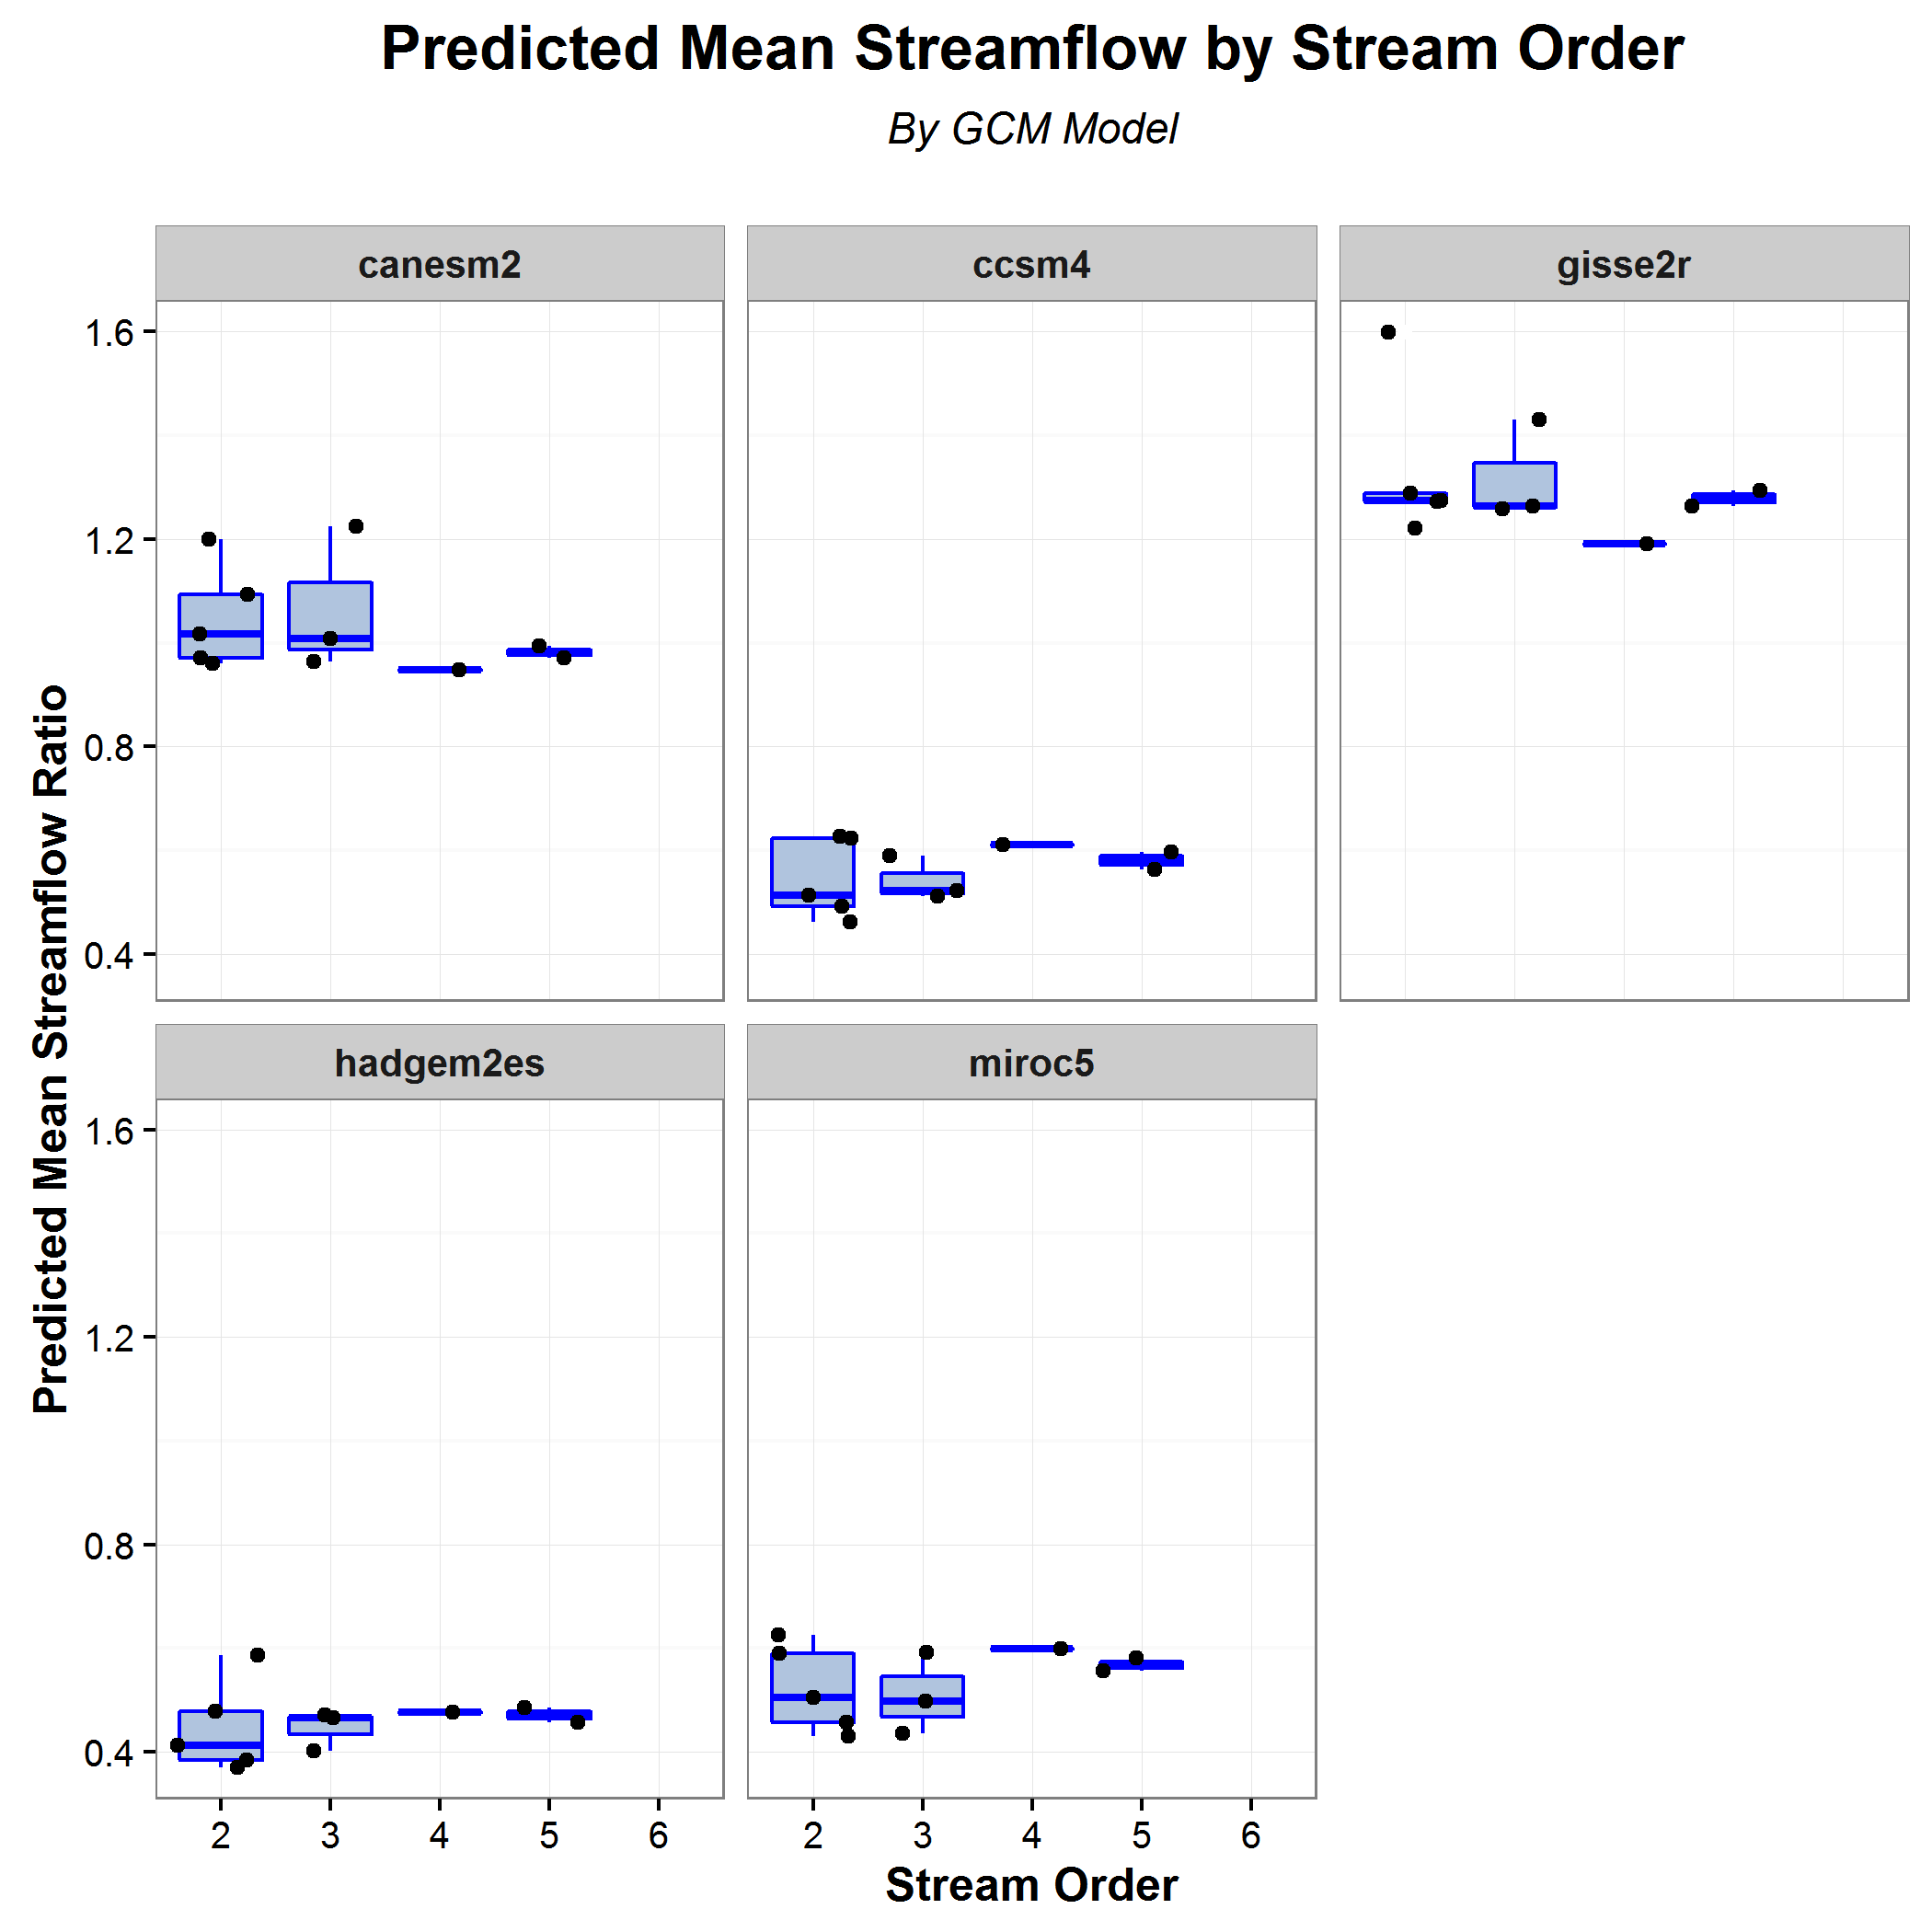 Predicted Mean Streamflow by Stream Order
By GCM Model
canesm2
ccsm4
gisse2r
1.6
1.2
0.8
0.4
Predicted Mean Streamflow Ratio
hadgem2es
miroc5
1.6
1.2
0.8
0.4
2 3 4 5 6
2 3 4 5 6
Stream Order